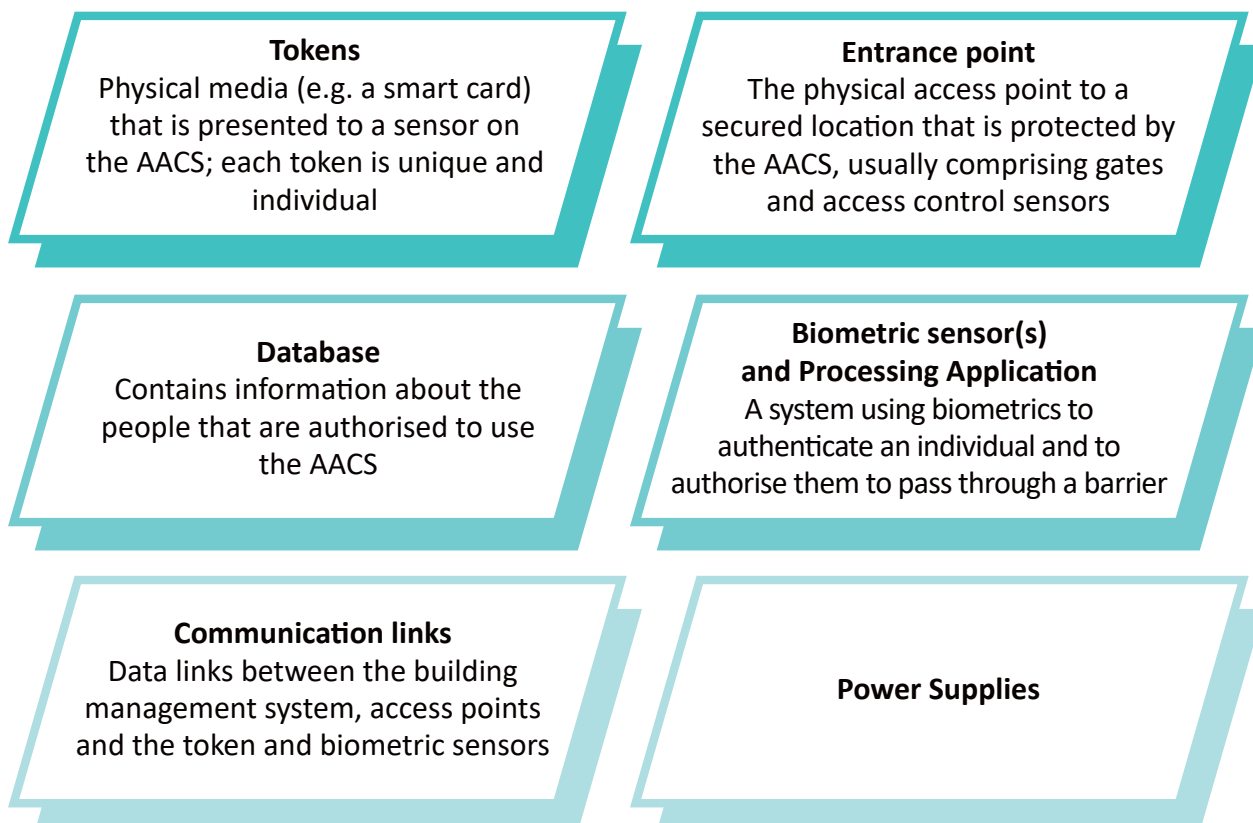 Tokens
Physical media (e.g. a smart card)
that is presented to a sensor on
the AACS; each token is unique and
individual
Entrance point
The physical access point to a
secured location that is protected by
the AACS, usually comprising gates
and access control sensors
Database
Contains information about the
people that are authorised to use
the AACS
Biometric sensor(s)
and Processing Application
A system using biometrics to
authenticate an individual and to
authorise them to pass through a barrier
Communication links
Data links between the building
management system, access points
and the token and biometric sensors
Power Supplies